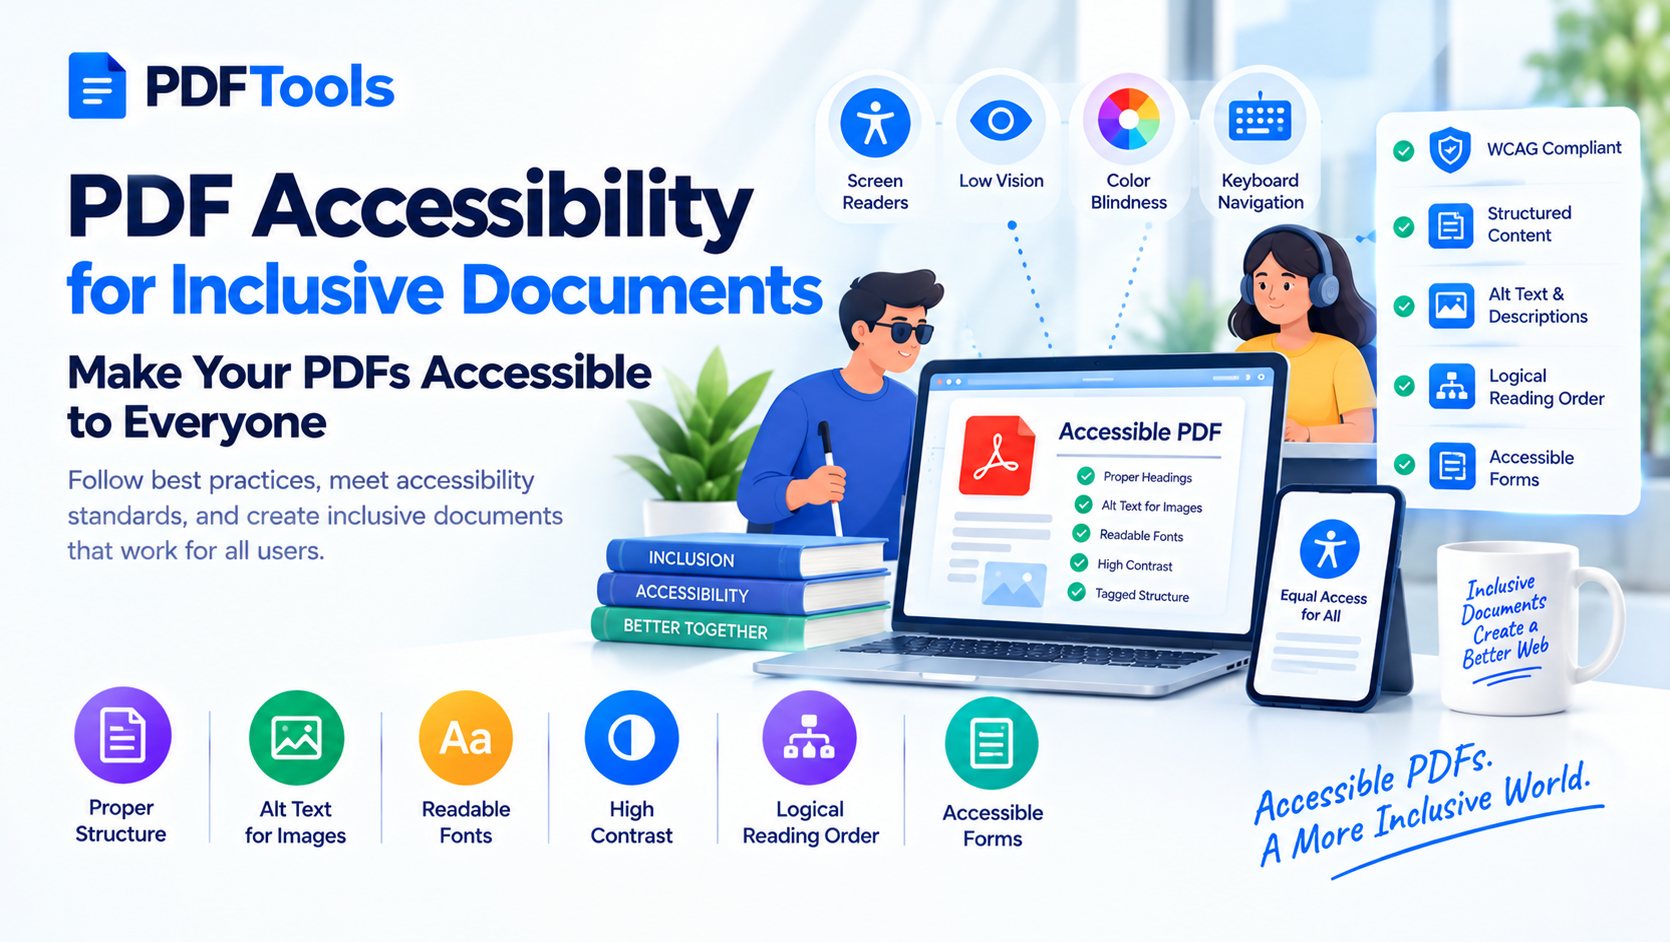 PDFTools
PDF Accessibility
for Inclusive Documents
Make Your PDFs Accessible
to Everyone
Follow best practices, meet accessibility
standards, and create inclusive documents
that work for all users.
Screen
Readers
Low Vision
Color
Blindness
Keyboard
Navigation
WCAG Compliant
Structured
Content
Alt Text &
Descriptions
Logical
Reading Order
Accessible
Forms
Accessible PDF
Proper Headings
Alt Text for Images
Readable Fonts
High Contrast
Tagged Structure
INCLUSION
ACCESSIBILITY
BETTER TOGETHER
Equal Access
for All
Inclusive
Documents
Create a
Better Web
Proper
Structure
Alt Text
for Images
Aa
Readable
Fonts
High
Contrast
Logical
Reading Order
Accessible
Forms
Accessible PDFs.
A More Inclusive World.